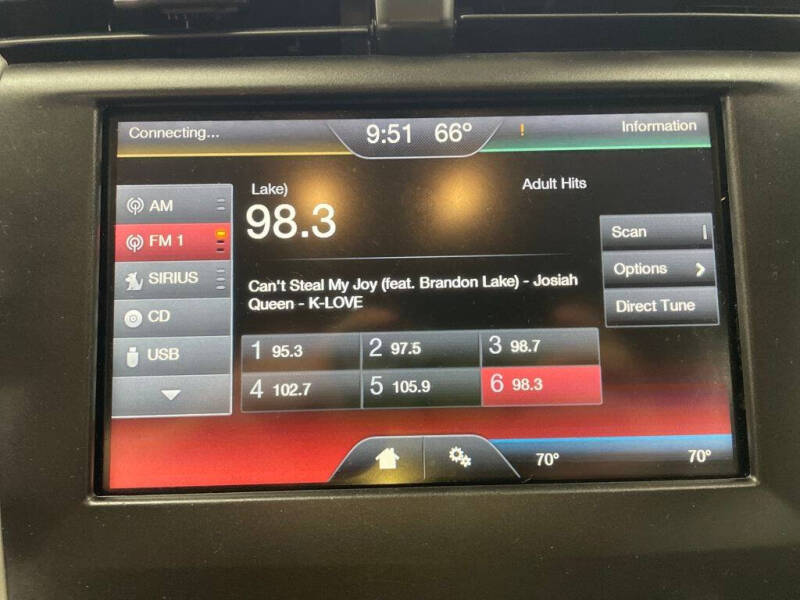 Connecting...
9:51 66°
!
Information
AM
FM 1
SIRIUS
CD
USB
Lake)
98.3
Adult Hits
Can't Steal My Joy (feat. Brandon Lake) - Josiah
Queen - K-LOVE
Scan
Options
Direct Tune
1 95.3
2 97.5
3 98.7
4 102.7
5 105.9
6 98.3
70°
70°